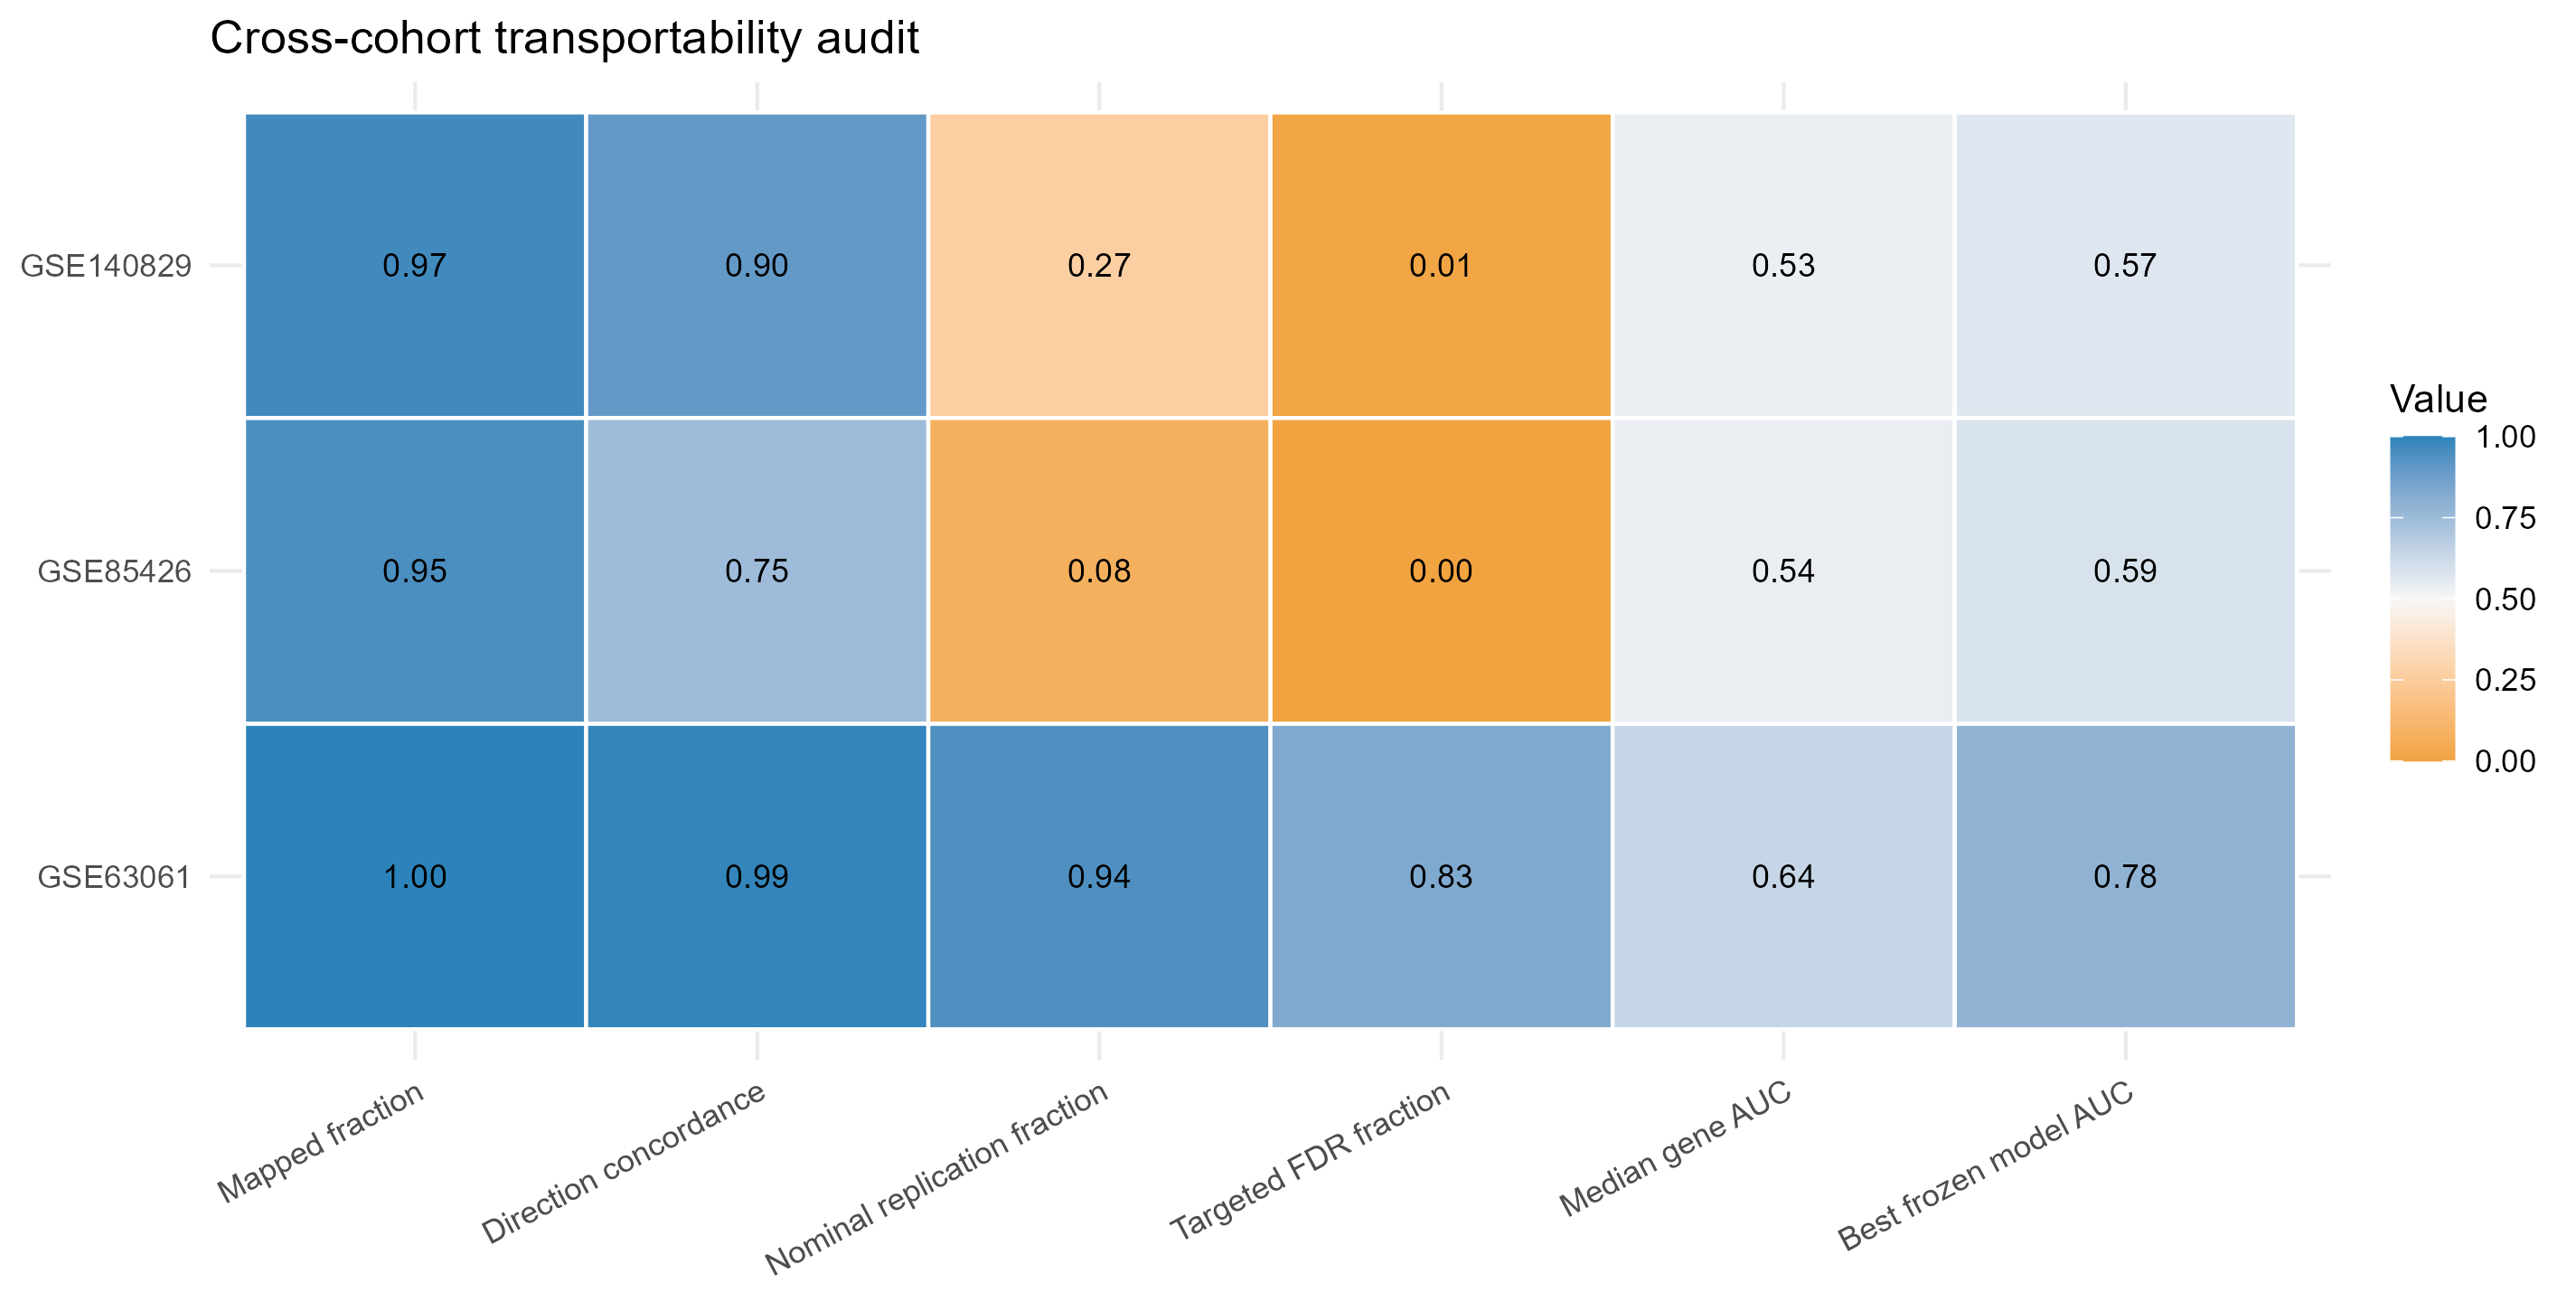 Cross-cohort transportability audit
GSE140829
0.97
0.90
0.27
0.01
0.53
0.57
GSE85426
0.95
0.75
0.08
0.00
0.54
0.59
GSE63061
1.00
0.99
0.94
0.83
0.64
0.78
Mapped fraction
Direction concordance
Nominal replication fraction
Targeted FDR fraction
Median gene AUC
Best frozen model AUC
Value
1.00
0.75
0.50
0.25
0.00